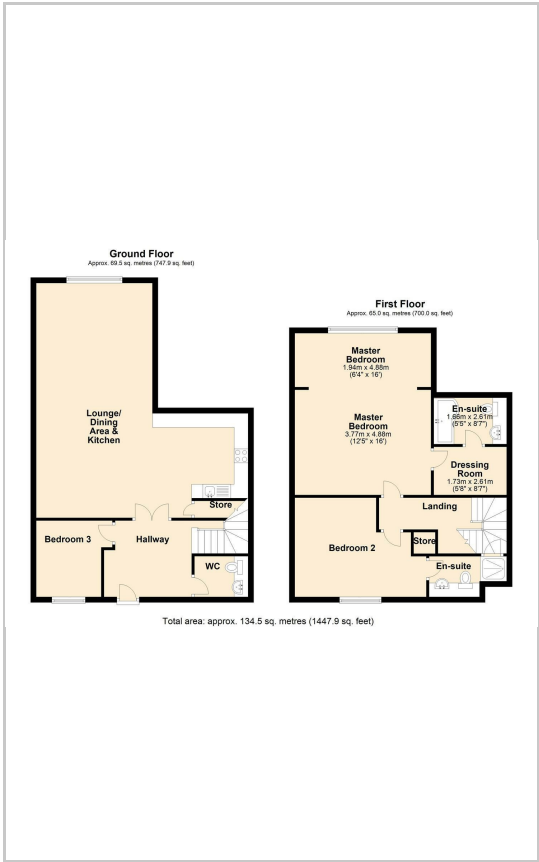 Ground Floor
Approx. 69.5 sq. metres (747.9 sq. feet)
Lounge/
Dining
Area &
Kitchen
Store
Bedroom 3
Hallway
WC
First Floor
Approx. 65.0 sq. metres (700.0 sq. feet)
Master
Bedroom
1.94m x 4.88m
(6'4" x 16')
Master
Bedroom
3.77m x 4.88m
(12'5" x 16')
En-suite
1.66m x 2.61m
(5'5" x 8'7")
Dressing
Room
1.73m x 2.61m
(5'8" x 8'7")
Landing
Store
Bedroom 2
En-suite
Total area: approx. 134.5 sq. metres (1447.9 sq. feet)